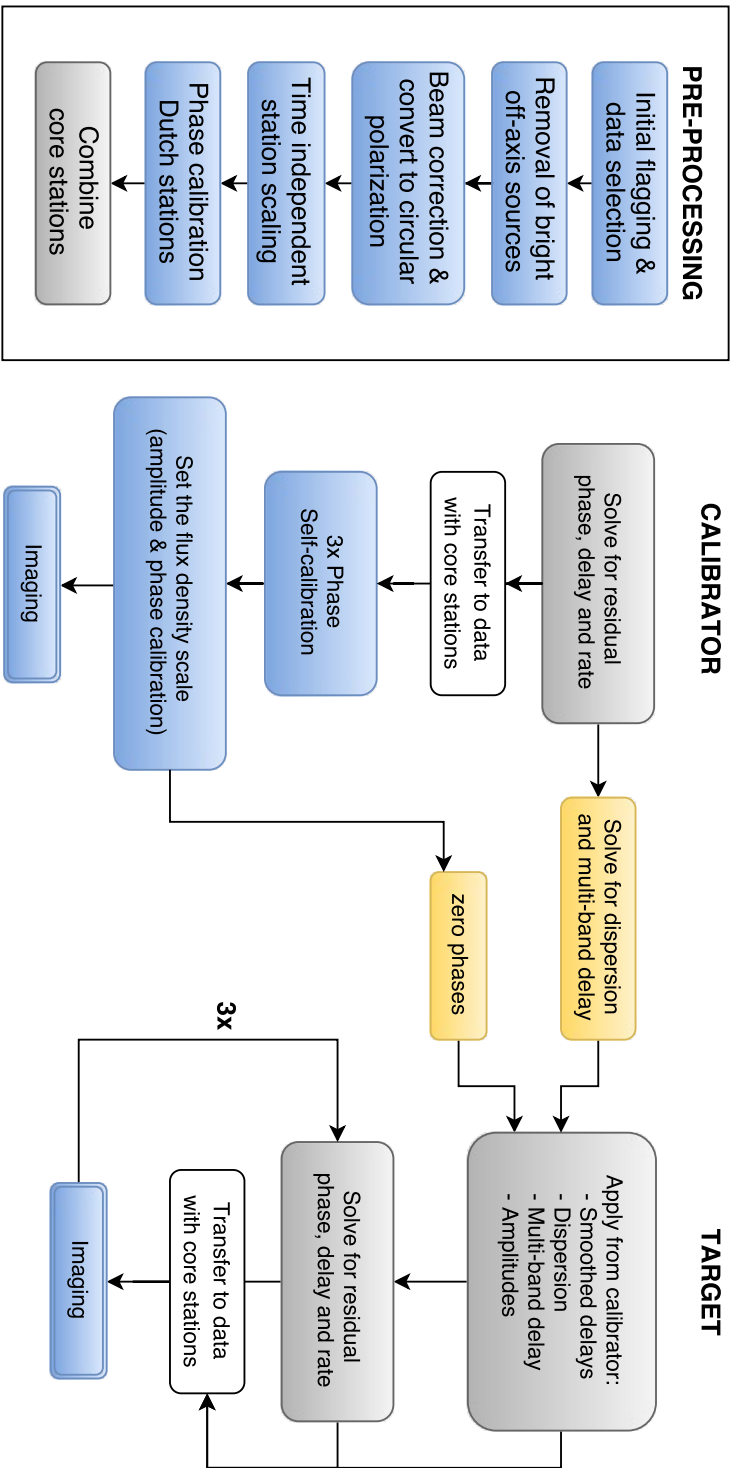 PRE-PROCESSING
Initial flagging &
data selection
Removal of bright
off-axis sources
Beam correction &
convert to circular
polarization
Time independent
station scaling
Phase calibration
Dutch stations
Combine
core stations
CALIBRATOR
Solve for residual
phase, delay and rate
Transfer to data
with core stations
3x Phase
Self-calibration
Set the flux density scale
(amplitude & phase calibration)
Imaging
Solve for dispersion
and multi-band delay
zero phases
TARGET
Apply from calibrator:
- Smoothed delays
- Dispersion
- Multi-band delay
- Amplitudes
Solve for residual
phase, delay and rate
Transfer to data
with core stations
Imaging
3x